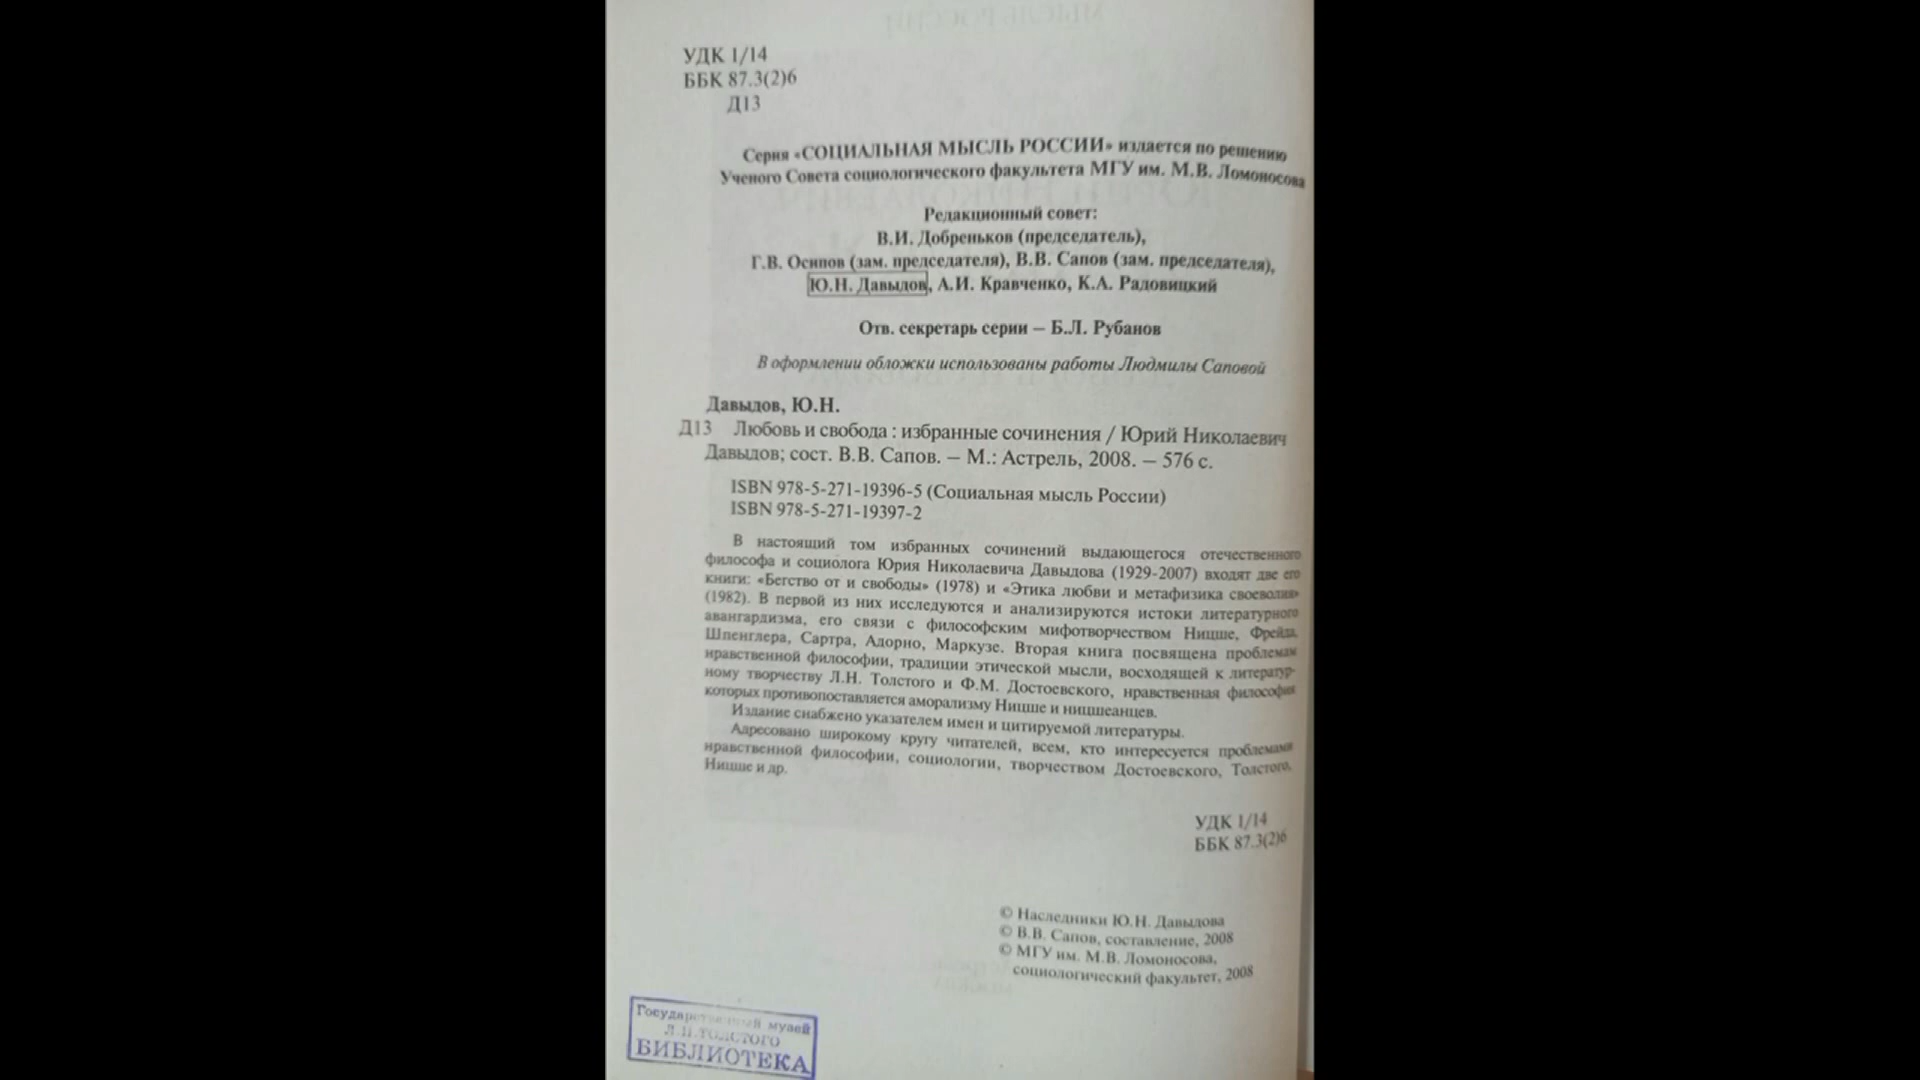 УДК 1/14
ББК 87.3(2)6
Д13
Серия «СОЦИАЛЬНАЯ МЫСЛЬ РОССИИ» издается по решению
Ученого Совета социологического факультета МГУ им. М.В. Ломоносова
Редакционный совет:
В.И. Добреньков (председатель),
Г.В. Осипов (зам. председателя), В.В. Сапов (зам. председателя),
Ю.Н. Давыдов, А.И. Кравченко, К.А. Радовицкий
Отв. секретарь серии – Б.Л. Рубанов
В оформлении обложки использованы работы Людмилы Саповой
Давыдов, Ю.Н.
Д13 Любовь и свобода : избранные сочинения / Юрий Николаевич
Давыдов; сост. В.В. Сапов. – М.: Астрель, 2008. – 576 с.
ISBN 978-5-271-19396-5 (Социальная мысль России)
ISBN 978-5-271-19397-2
В настоящий том избранных сочинений выдающегося отечественного
философа и социолога Юрия Николаевича Давыдова (1929-2007) входят две его
книги: «Бегство от и свободы» (1978) и «Этика любви и метафизика своеволия»
(1982). В первой из них исследуются и анализируются истоки литературного
авангардизма, его связи с философским мифотворчеством Ницше, Фрейда,
Шпенглера, Сартра, Адорно, Маркузе. Вторая книга посвящена проблемам
нравственной философии, традиции этической мысли, восходящей к литератур-
ному творчеству Л.Н. Толстого и Ф.М. Достоевского, нравственная философия
которых противопоставляется аморализму Ницше и ницшеанцев.
Издание снабжено указателем имен и цитируемой литературы.
Адресовано широкому кругу читателей, всем, кто интересуется проблемами
нравственной философии, социологии, творчеством Достоевского, Толстого,
Ницше и др.
УДК 1/14
ББК 87.3(2)6
© Наследники Ю.Н. Давыдова
© В.В. Сапов, составление, 2008
© МГУ им. М.В. Ломоносова,
социологический факультет, 2008
Государственный музей
Л.Н.ТОЛСТОГО
БИБЛИОТЕКА